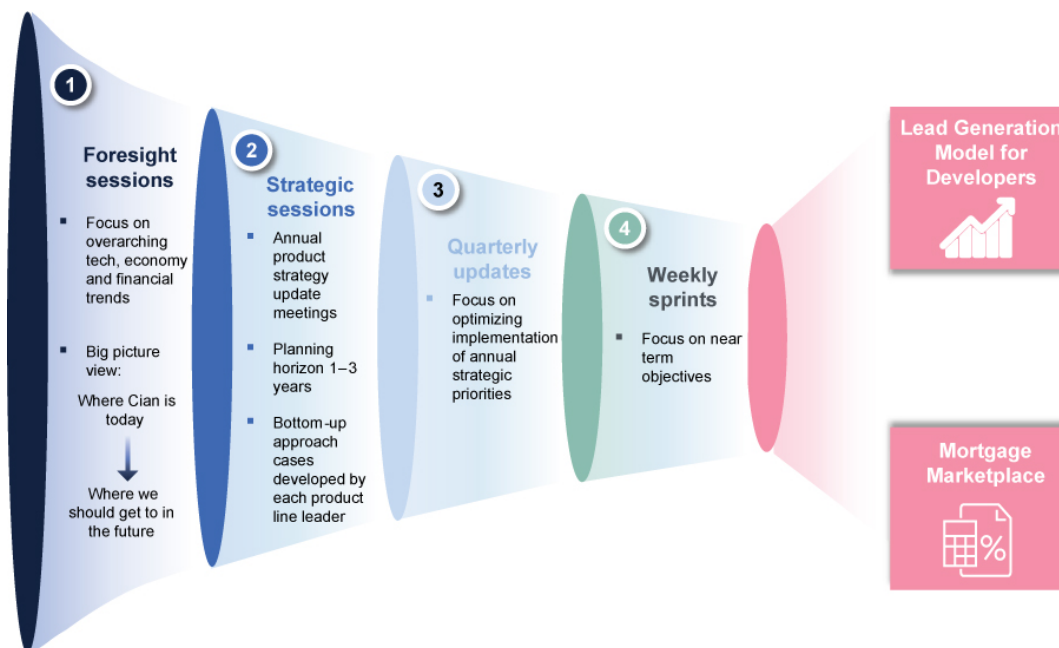 1
Foresight
sessions
▪ Focus on
overarching
tech, economy
and financial
trends
▪ Big picture
view:
Where Cian is
today
Where we
should get to in
the future
2
Strategic
sessions
▪ Annual
product
strategy
update
meetings
▪ Planning
horizon 1–3
years
▪ Bottom-up
approach
cases
developed by
each product
line leader
3
Quarterly
updates
▪ Focus on
optimizing
implementation
of annual
strategic
priorities
4
Weekly
sprints
▪ Focus on near
term
objectives
Lead Generation
Model for
Developers
Mortgage
Marketplace
%